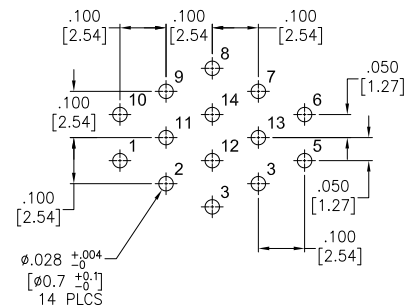 .100 .100 .100
[2.54] [2.54 [2.54]
8
9 7
.100
[2.54]
10 14 6
.050
[1.27]
11 13
1 12 5
2 3
.050
[1.27]
.100
[2.54]
3
.100
[2.54]
ø.028 +.004 -0
[ø0.7 +0.1 -0]
14 PLCS